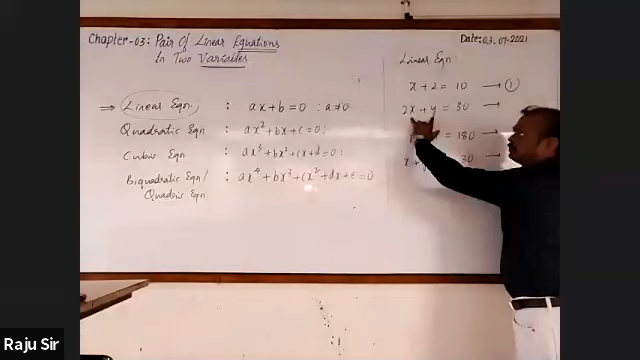 Chapter-03: Pair Of Linear Equations
In Two Variables
Date: 03.07-2021
⇒ Linear Eqn, : ax+b=0 ; a≠0
Quadratic Eqn : ax²+bx+c=0;
Cubic Eqn : ax³+bx²+cx+d=0;
Biquadratic Eqn/ : ax⁴+bx³+cx²+dx+e=0
Quadric Eqn
Linear Eqn:
x+2=10 → ①
2x+y=30 →
= 180 →
x+ 30 →
Raju Sir